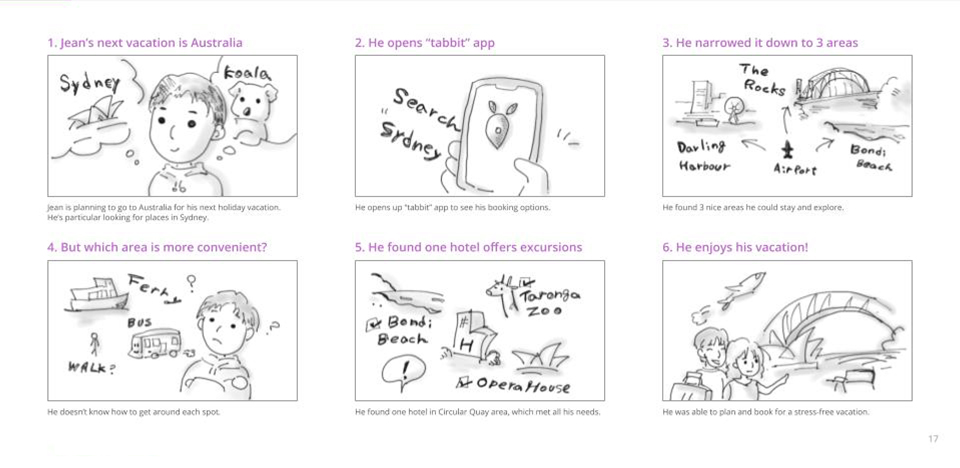 1. Jean's next vacation is Australia
Sydney
koala
Jean is planning to go to Australia for his next holiday vacation.
He's particular looking for places in Sydney.
2. He opens “tabbit” app
Search
"Sydney
He opens up “tabbit” app to see his booking options.
3. He narrowed it down to 3 areas
The
Rocks
Darling
Harbour
Airport
Bondi
Beach
He found 3 nice areas he could stay and explore.
4. But which area is more convenient?
Ferry
?
BUS
?
WALK?
He doesn't know how to get around each spot.
5. He found one hotel offers excursions
Taronga
Zoo
Bondi
Beach
H
!
Opera House
He found one hotel in Circular Quay area, which met all his needs.
6. He enjoys his vacation!
He was able to plan and book for a stress-free vacation.
17